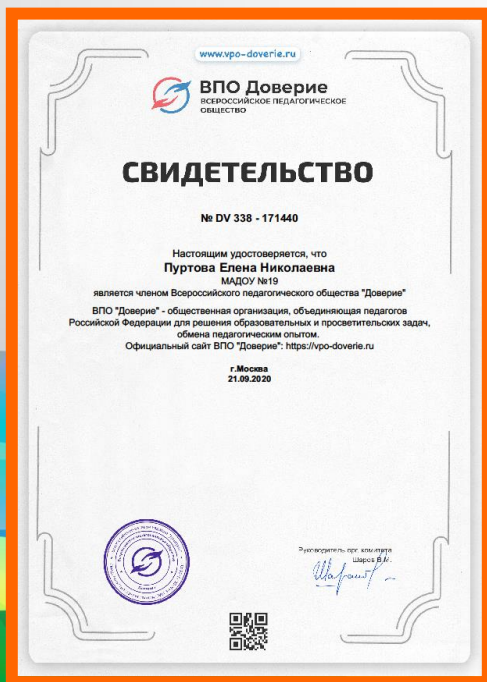 www.vpo-doverie.ru
ВПО Доверие
ВСЕРОССИЙСКОЕ ПЕДАГОГИЧЕСКОЕ
ОБЩЕСТВО
СВИДЕТЕЛЬСТВО
№ DV 338 - 171440
Настоящим удостоверяется, что
Пуртова Елена Николаевна
МАДОУ №19
является членом Всероссийского педагогического общества "Доверие"
ВПО "Доверие" - общественная организация, объединяющая педагогов
Российской Федерации для решения образовательных и просветительских задач,
обмена педагогическим опытом.
Официальный сайт ВПО "Доверие": https://vpo-doverie.ru
г.Москва
21.09.2020
Руководитель орг. комитета
Шаров В.М.